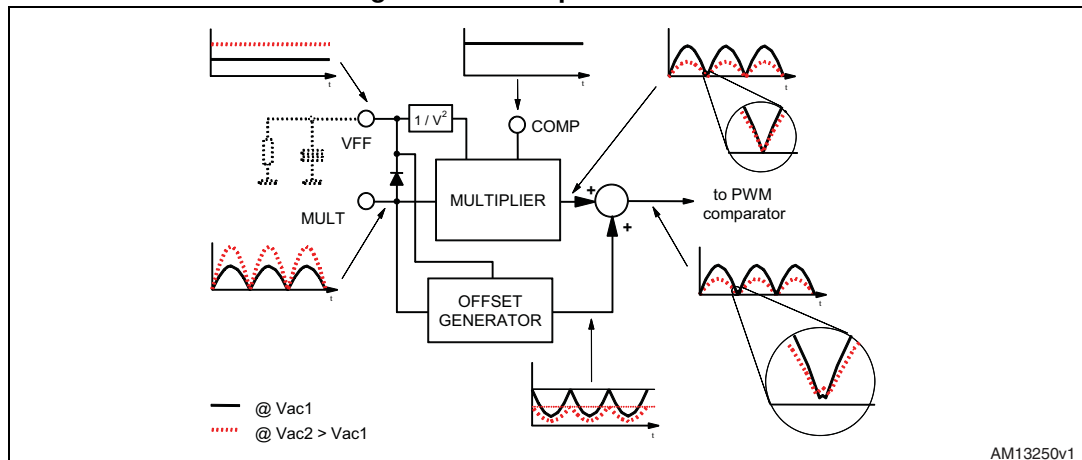 t
t
t
1 / V²
VFF
COMP
MULTIPLIER
+
to PWM
comparator
MULT
+
t
t
OFFSET
GENERATOR
t
@ Vac1
@ Vac2 > Vac1
AM13250v1